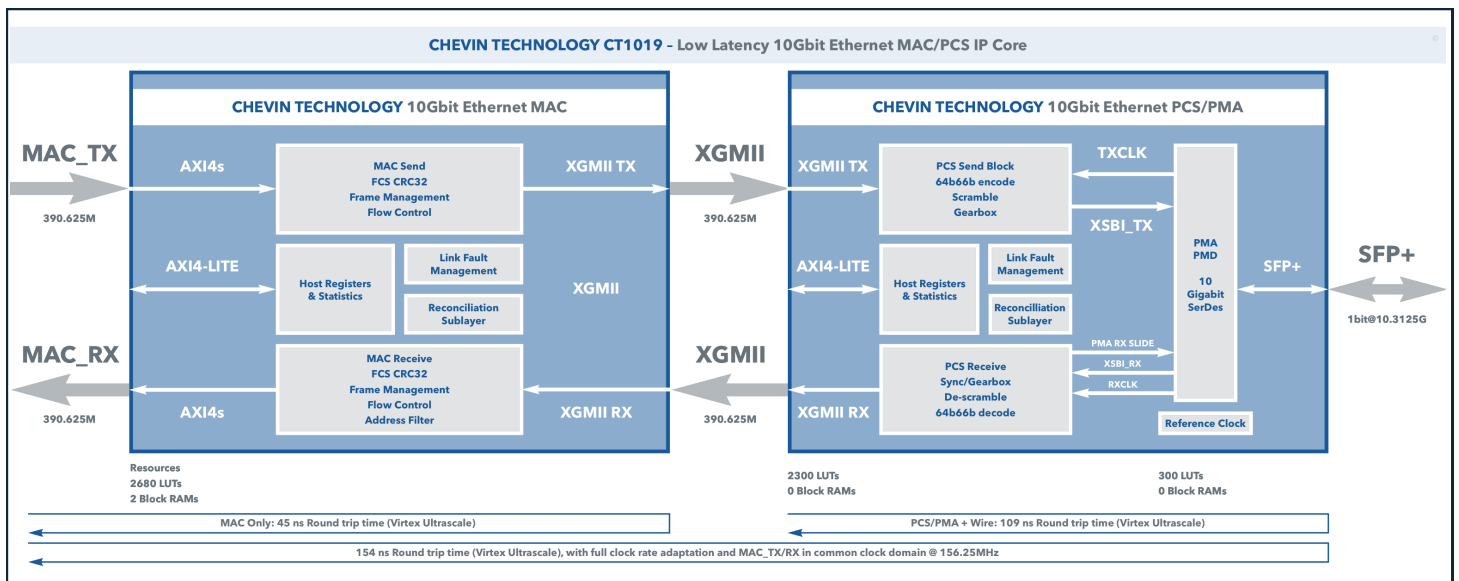 CHEVIN TECHNOLOGY CT1019 – Low Latency 10Gbit Ethernet MAC/PCS IP Core
©
CHEVIN TECHNOLOGY 10Gbit Ethernet MAC
MAC_TX
390.625M
AXI4s
MAC Send
FCS CRC32
Frame Management
Flow Control
XGMII TX
AXI4-LITE
Host Registers
& Statistics
Link Fault
Management
Reconciliation
Sublayer
XGMII
MAC_RX
390.625M
AXI4s
MAC Receive
FCS CRC32
Frame Management
Flow Control
Address Filter
XGMII RX
XGMII
390.625M
XGMII
390.625M
CHEVIN TECHNOLOGY 10Gbit Ethernet PCS/PMA
XGMII TX
PCS Send Block
64b66b encode
Scramble
Gearbox
TXCLK
XSBI_TX
AXI4-LITE
Host Registers
& Statistics
Link Fault
Management
Reconcilliation
Sublayer
PMA
PMD
10
Gigabit
SerDes
SFP+
SFP+
1bit@10.3125G
XGMII RX
PCS Receive
Sync/Gearbox
De-scramble
64b66b decode
PMA RX SLIDE
XSBI_RX
RXCLK
Reference Clock
Resources
2680 LUTs
2 Block RAMs
2300 LUTs
0 Block RAMs
300 LUTs
0 Block RAMs
MAC Only: 45 ns Round trip time (Virtex Ultrascale)
PCS/PMA + Wire: 109 ns Round trip time (Virtex Ultrascale)
154 ns Round trip time (Virtex Ultrascale), with full clock rate adaptation and MAC_TX/RX in common clock domain @ 156.25MHz